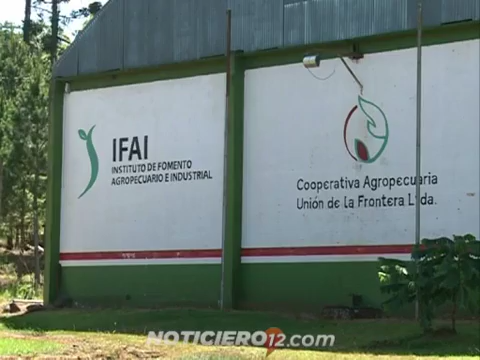 IFAI
INSTITUTO DE FOMENTO
AGROPECUARIO E INDUSTRIAL
Cooperativa Agropecuaria
Unión de la Frontera Ltda.
NOTICIERO12.com